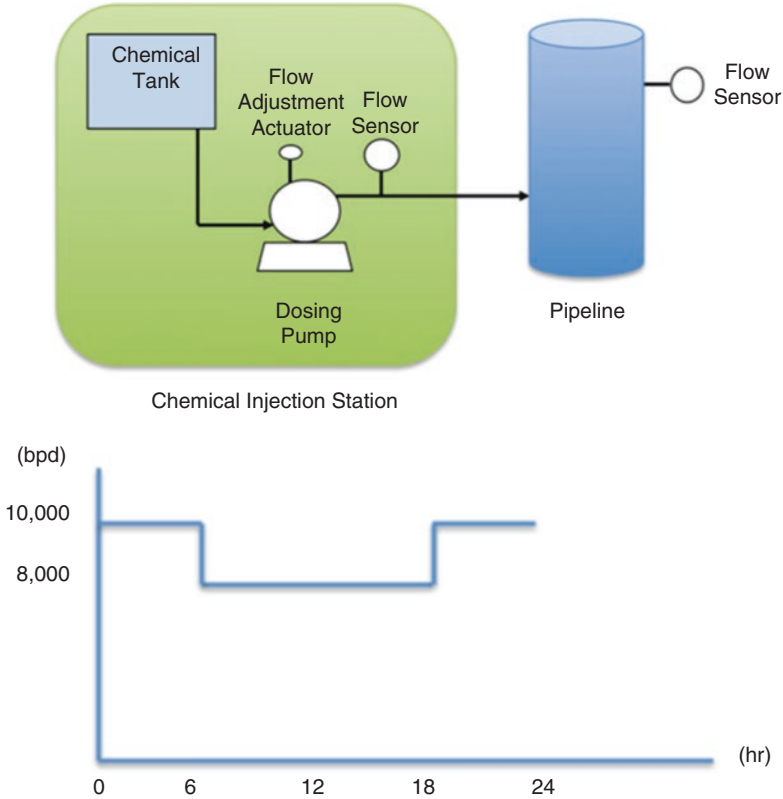 Chemical
Tank
Flow
Adjustment
Actuator
Flow
Sensor
Flow
Sensor
Dosing
Pump
Pipeline
Chemical Injection Station
(bpd)
10,000
8,000
(hr)
0 6 12 18 24